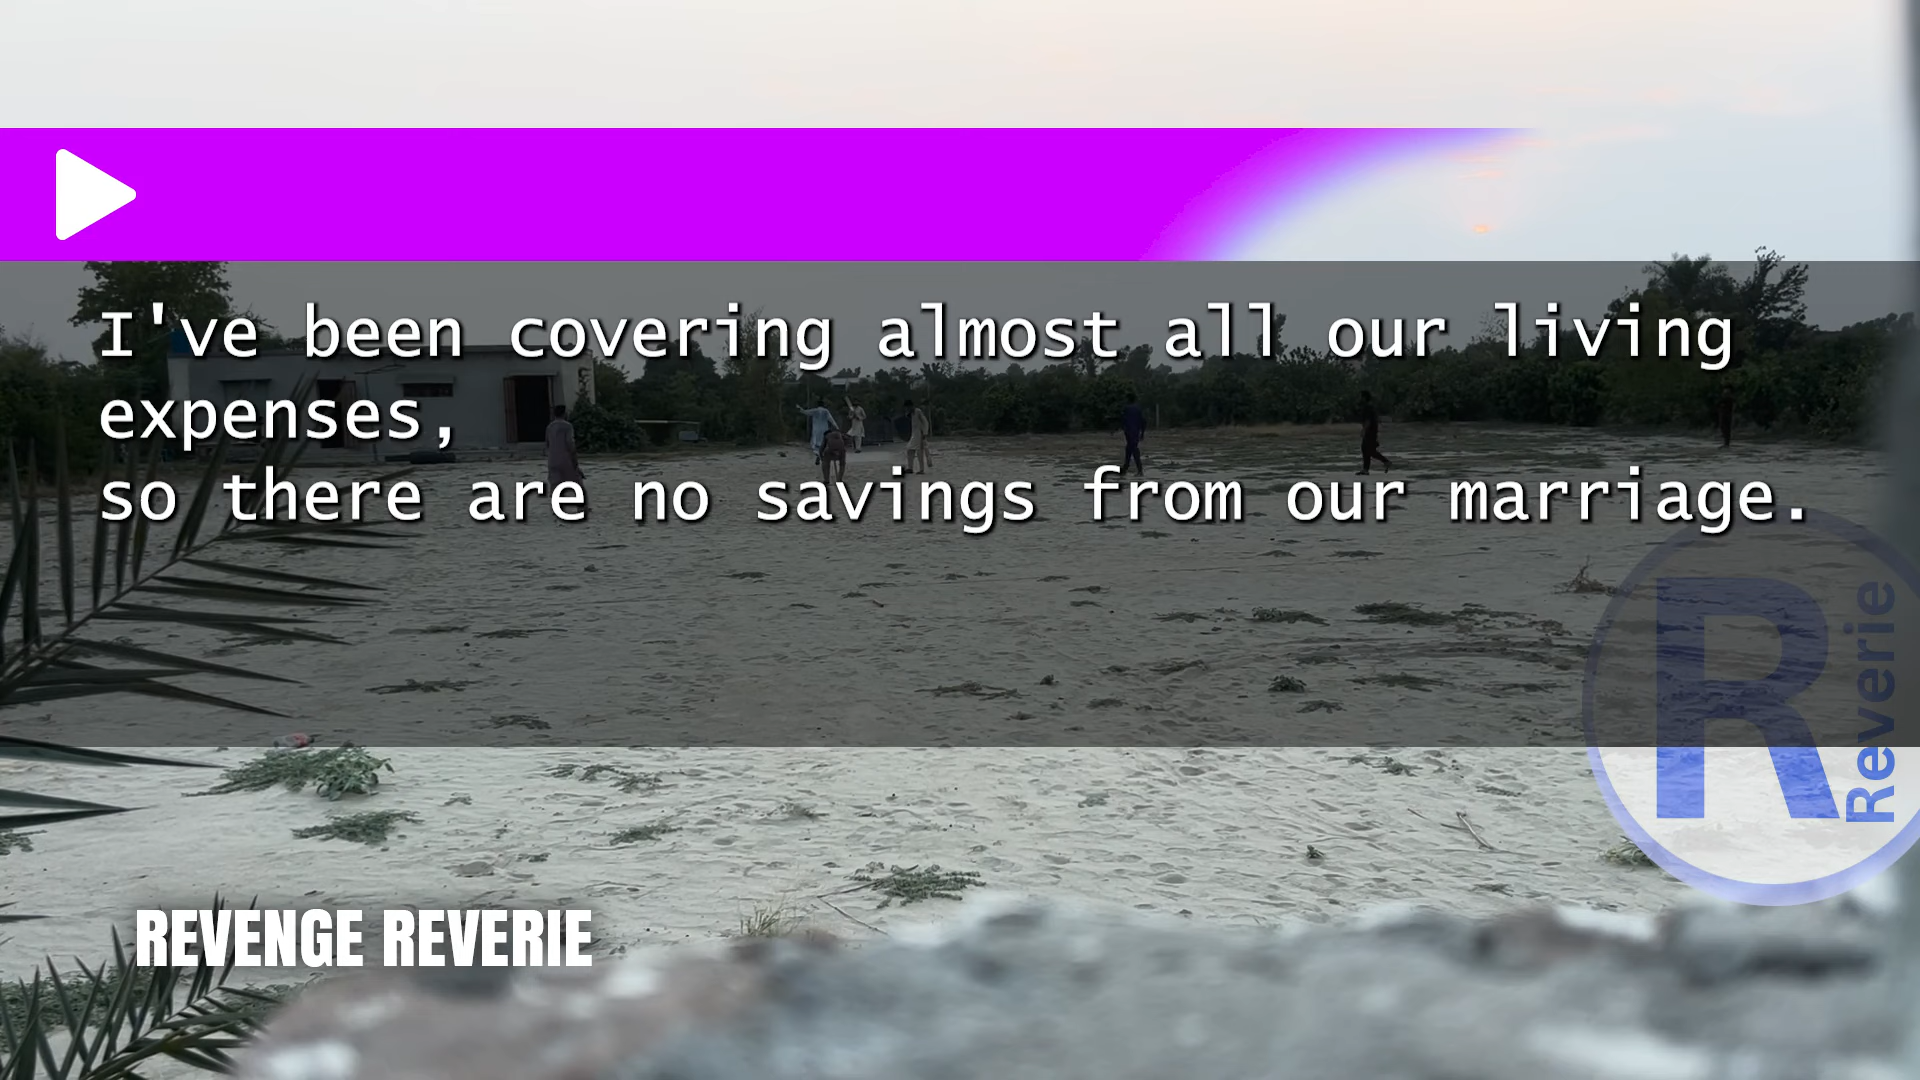 I've been covering almost all our living
expenses,
so there are no savings from our marriage.
R
Reverie
REVENGE REVERIE